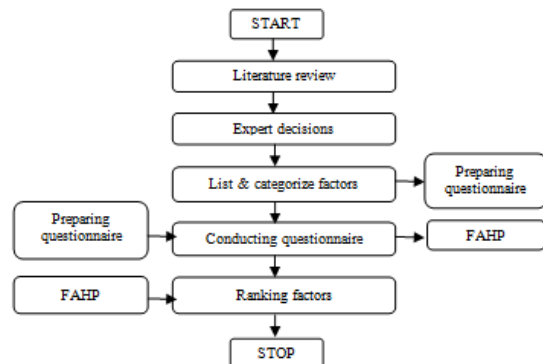 START
Literature review
Expert decisions
List & categorize factors
Preparing
questionnaire
Preparing
questionnaire
Conducting questionnaire
FAHP
FAHP
Ranking factors
STOP